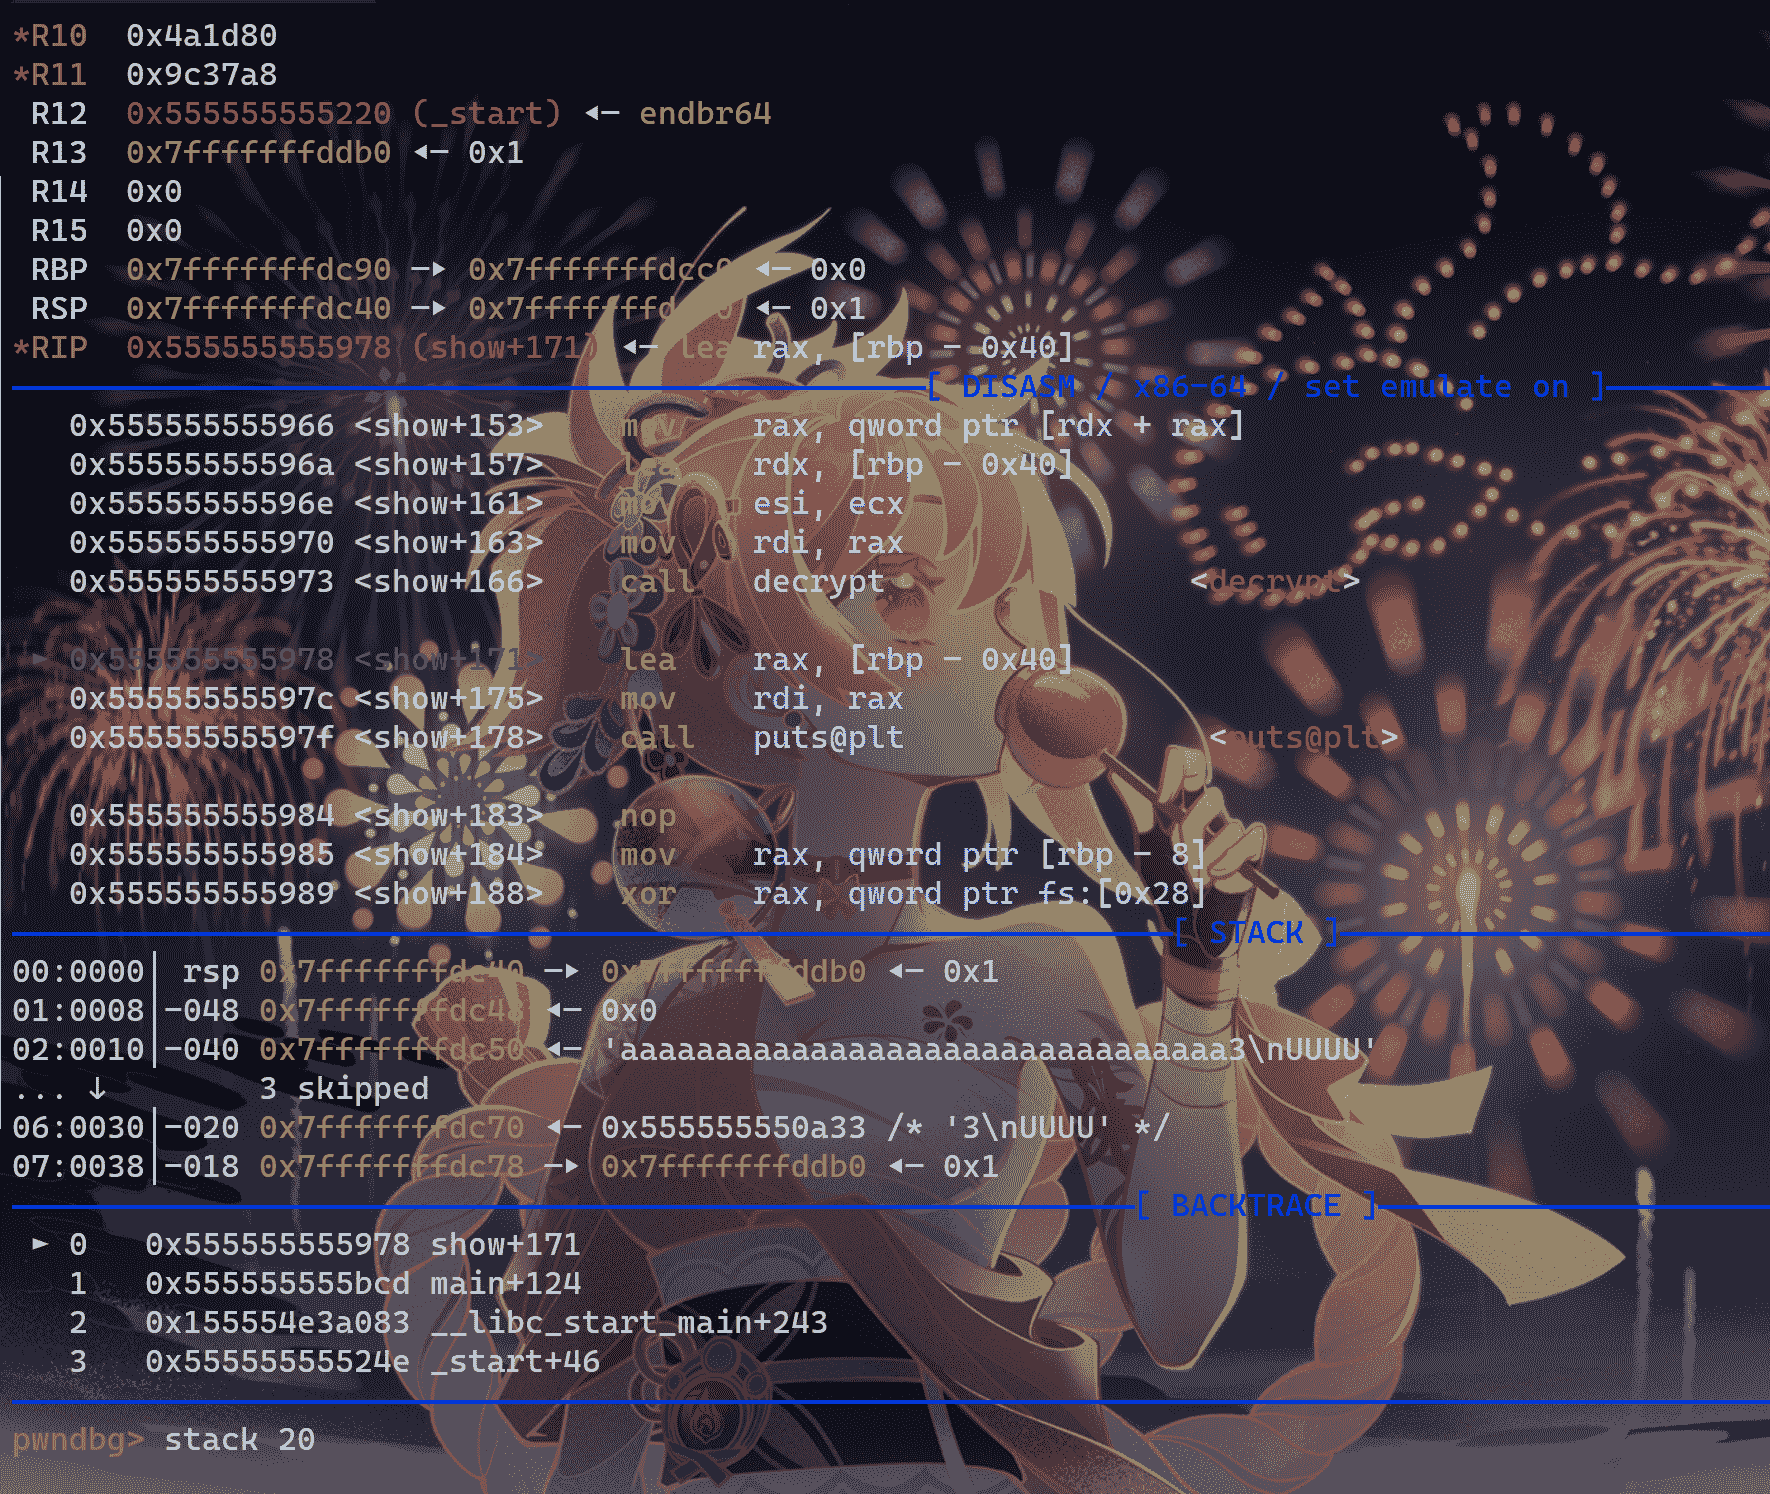 *R10  0x4a1d80
*R11  0x9c37a8
 R12  0x555555555220 (_start) ◂— endbr64
 R13  0x7fffffffddb0 ◂— 0x1
 R14  0x0
 R15  0x0
 RBP  0x7fffffffdc90 —▸ 0x7fffffffdcc0 ◂— 0x0
 RSP  0x7fffffffdc40 —▸ 0x7fffffffddb0 ◂— 0x1
*RIP  0x555555555978 (show+171) ◂— lea rax, [rbp - 0x40]
[ DISASM / x86-64 / set emulate on ]
   0x555555555966 <show+153>    mov    rax, qword ptr [rdx + rax]
   0x55555555596a <show+157>    lea    rdx, [rbp - 0x40]
   0x55555555596e <show+161>    mov    esi, ecx
   0x555555555970 <show+163>    mov    rdi, rax
   0x555555555973 <show+166>    call   decrypt                <decrypt>
 ► 0x555555555978 <show+171>    lea    rax, [rbp - 0x40]
   0x55555555597c <show+175>    mov    rdi, rax
   0x55555555597f <show+178>    call   puts@plt                <puts@plt>
   0x555555555984 <show+183>    nop
   0x555555555985 <show+184>    mov    rax, qword ptr [rbp - 8]
   0x555555555989 <show+188>    xor    rax, qword ptr fs:[0x28]
[ STACK ]
00:0000│ rsp 0x7fffffffdc40 —▸ 0x7fffffffddb0 ◂— 0x1
01:0008│-048 0x7fffffffdc48 ◂— 0x0
02:0010│-040 0x7fffffffdc50 ◂— 'aaaaaaaaaaaaaaaaaaaaaaaaaaaaaaaa3\nUUUU'
... ↓        3 skipped
06:0030│-020 0x7fffffffdc70 ◂— 0x555555550a33 /* '3\nUUUU' */
07:0038│-018 0x7fffffffdc78 —▸ 0x7fffffffddb0 ◂— 0x1
[ BACKTRACE ]
 ► 0   0x555555555978 show+171
   1   0x555555555bcd main+124
   2   0x155554e3a083 __libc_start_main+243
   3   0x55555555524e _start+46
pwndbg> stack 20